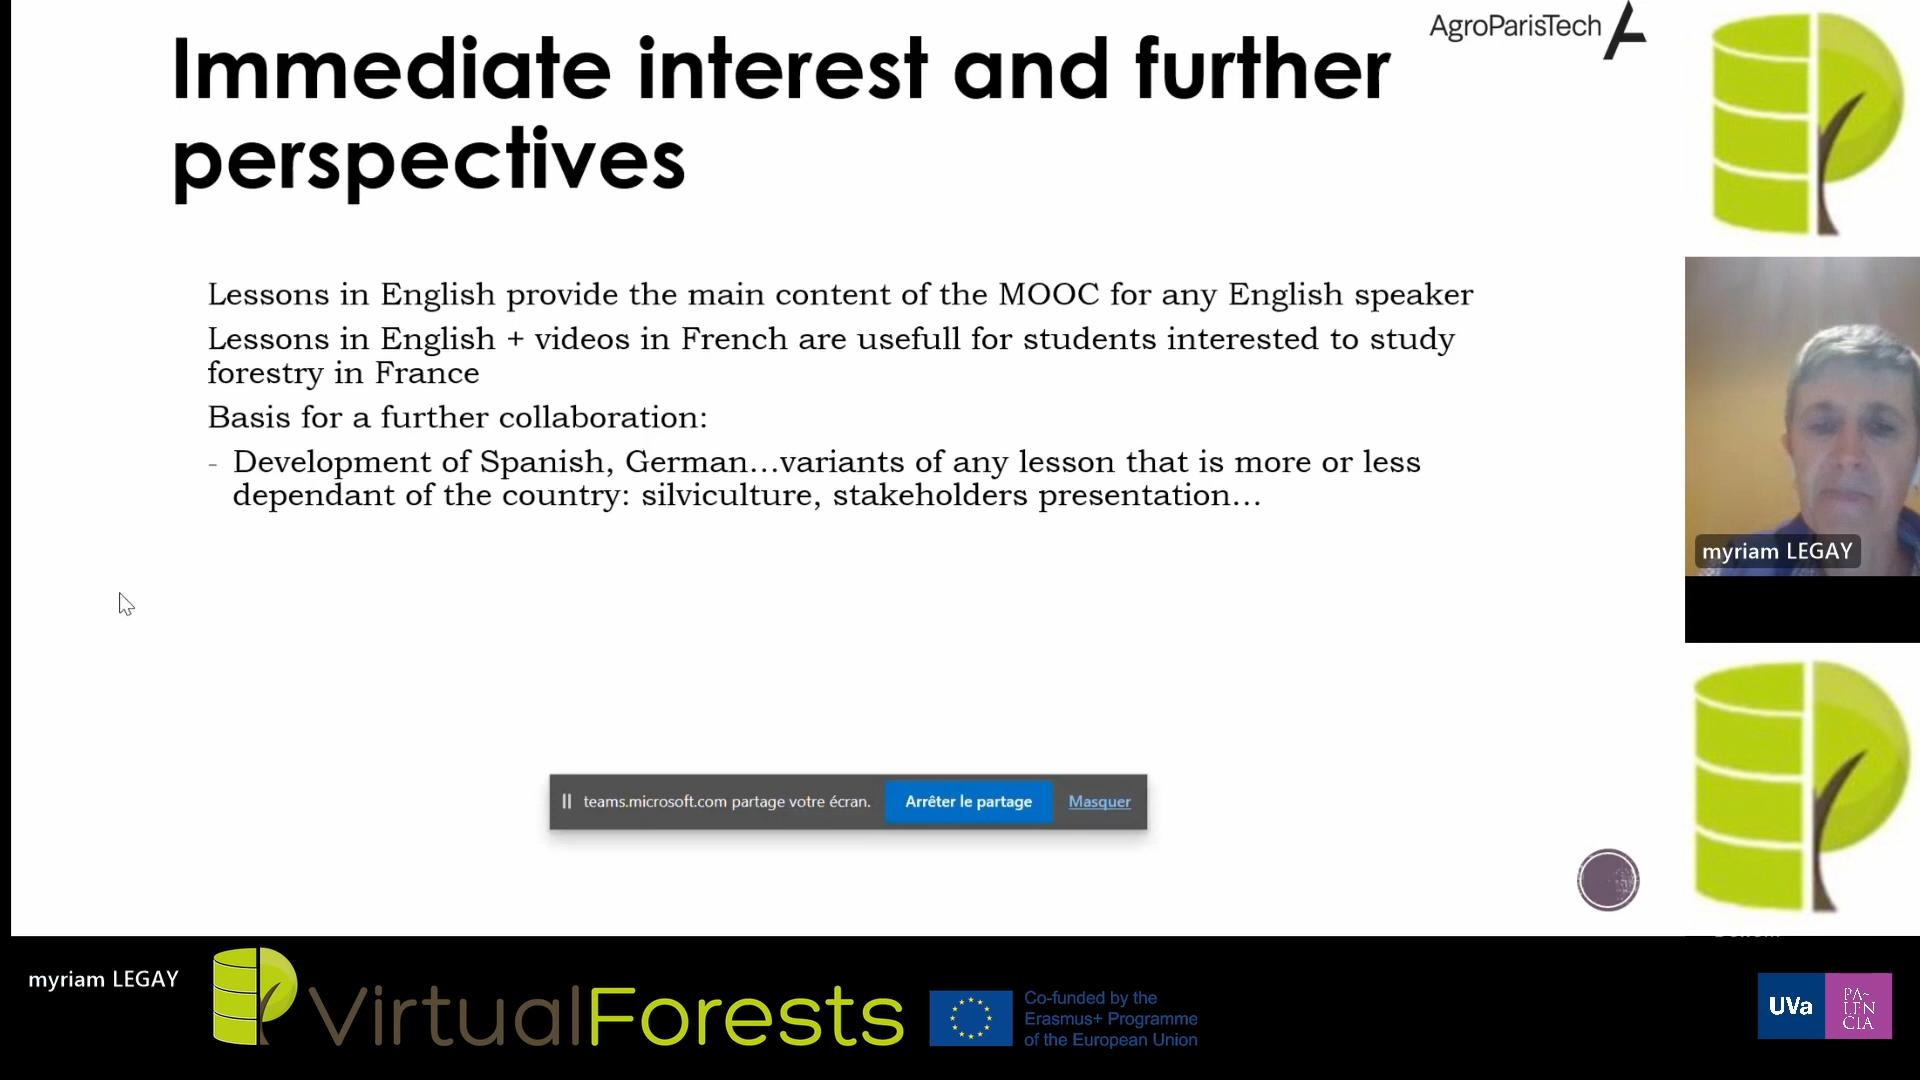 AgroParisTech
Immediate interest and further
perspectives
Lessons in English provide the main content of the MOOC for any English speaker
Lessons in English + videos in French are usefull for students interested to study
forestry in France
Basis for a further collaboration:
- Development of Spanish, German...variants of any lesson that is more or less
dependant of the country: silviculture, stakeholders presentation...
myriam LEGAY
teams.microsoft.com partage votre écran.
Arrêter le partage
Masquer
myriam LEGAY
VirtualForests
Co-funded by the
Erasmus+ Programme
of the European Union
UVa
PA-
LEN
CIA